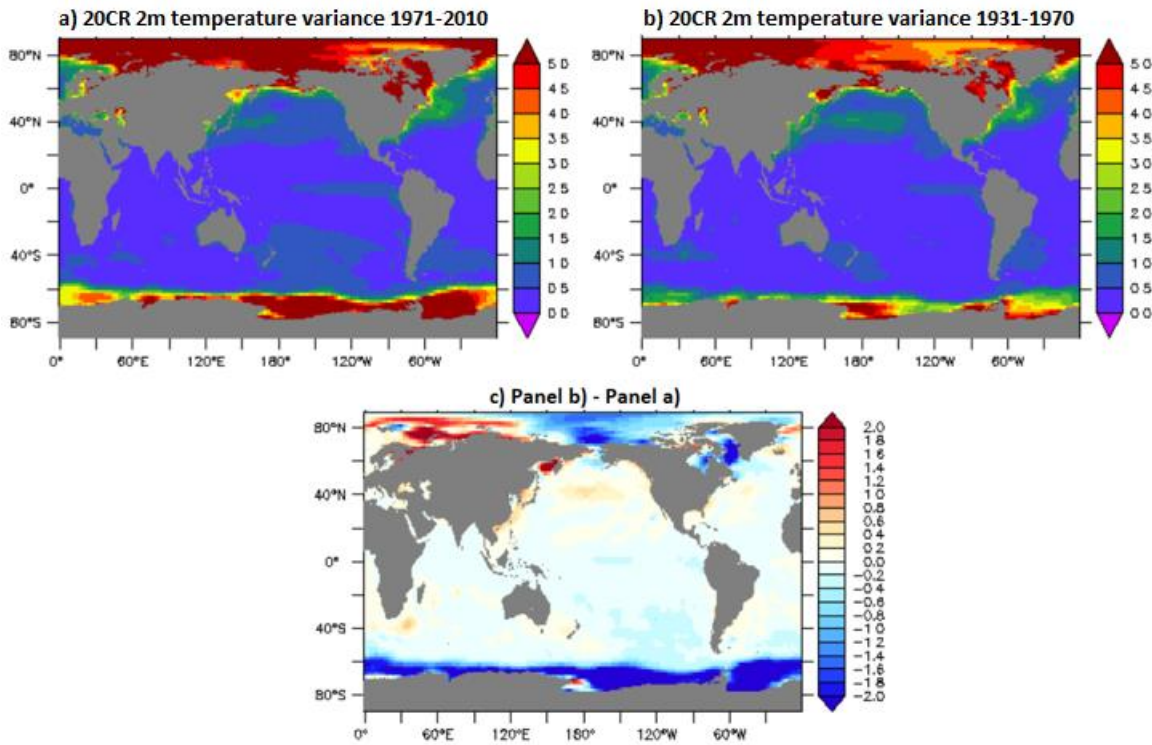 a) 20CR 2m temperature variance 1971-2010
80°N
40°N
0°
40°S
80°S
0° 60°E 120°E 180° 120°W 60°W
5.0
4.5
4.0
3.5
3.0
2.5
2.0
1.5
1.0
0.5
0.0
b) 20CR 2m temperature variance 1931-1970
80°N
40°N
0°
40°S
80°S
0° 60°E 120°E 180° 120°W 60°W
5.0
4.5
4.0
3.5
3.0
2.5
2.0
1.5
1.0
0.5
0.0
c) Panel b) - Panel a)
80°N
40°N
0°
40°S
80°S
0° 60°E 120°E 180° 120°W 60°W
2.0
1.8
1.6
1.4
1.2
1.0
0.8
0.6
0.4
0.2
-0.2
-0.4
-0.6
-0.8
-1.0
-1.2
-1.4
-1.6
-1.8
-2.0